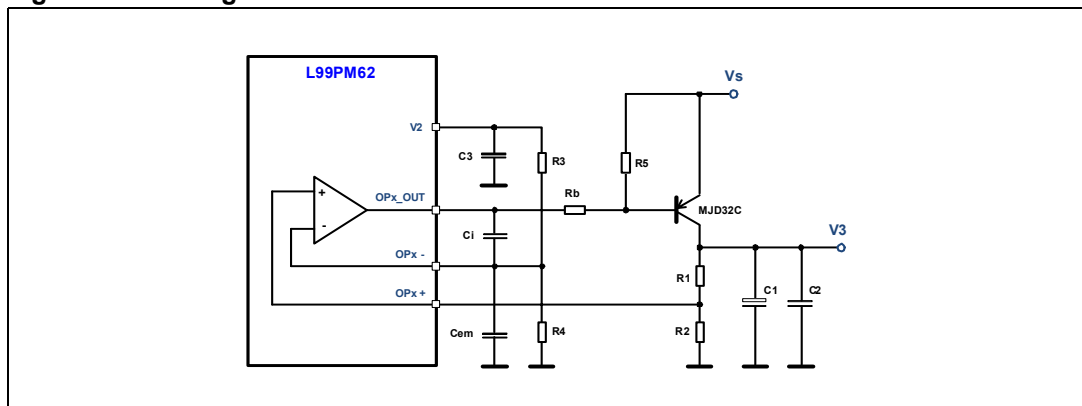 L99PM62
Vs
V2
C3
R3
R5
OPx_OUT
Rb
MJD32C
+
-
Ci
V3
OPx -
R1
C1
C2
OPx +
Cem
R4
R2